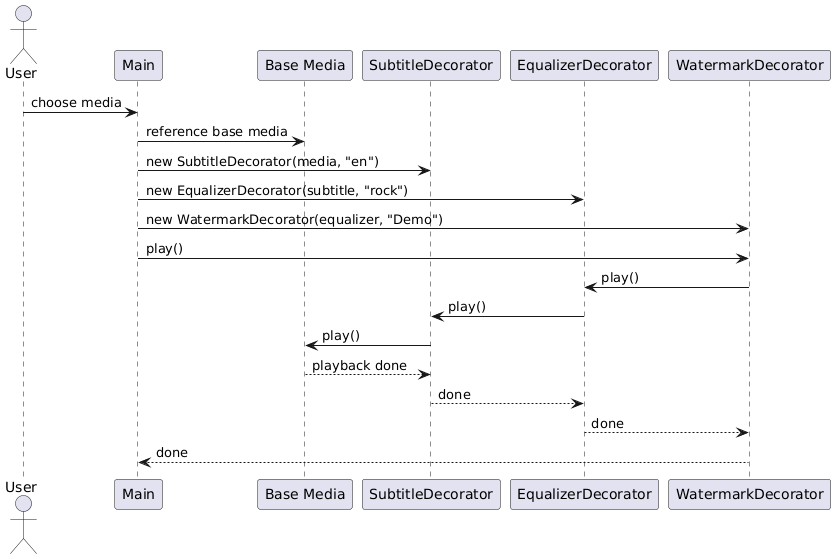 User
Main
Base Media
SubtitleDecorator
EqualizerDecorator
WatermarkDecorator
choose media
reference base media
new SubtitleDecorator(media, "en")
new EqualizerDecorator(subtitle, "rock")
new WatermarkDecorator(equalizer, "Demo")
play()
play()
play()
play()
playback done
done
done
done
User
Main
Base Media
SubtitleDecorator
EqualizerDecorator
WatermarkDecorator